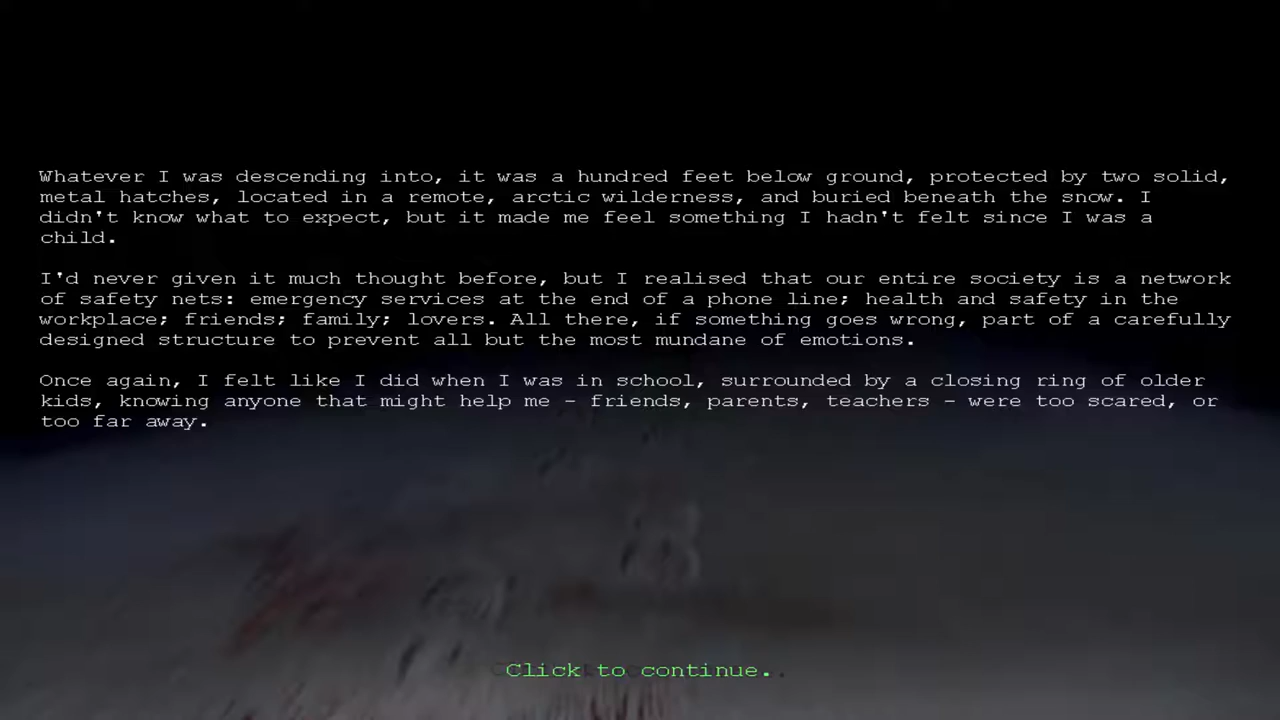 Whatever I was descending into, it was a hundred feet below ground, protected by two solid,
metal hatches, located in a remote, arctic wilderness, and buried beneath the snow. I
didn't know what to expect, but it made me feel something I hadn't felt since I was a
child.
I'd never given it much thought before, but I realised that our entire society is a network
of safety nets: emergency services at the end of a phone line; health and safety in the
workplace; friends; family; lovers. All there, if something goes wrong, part of a carefully
designed structure to prevent all but the most mundane of emotions.
Once again, I felt like I did when I was in school, surrounded by a closing ring of older
kids, knowing anyone that might help me - friends, parents, teachers - were too scared, or
too far away.
Click to continue.